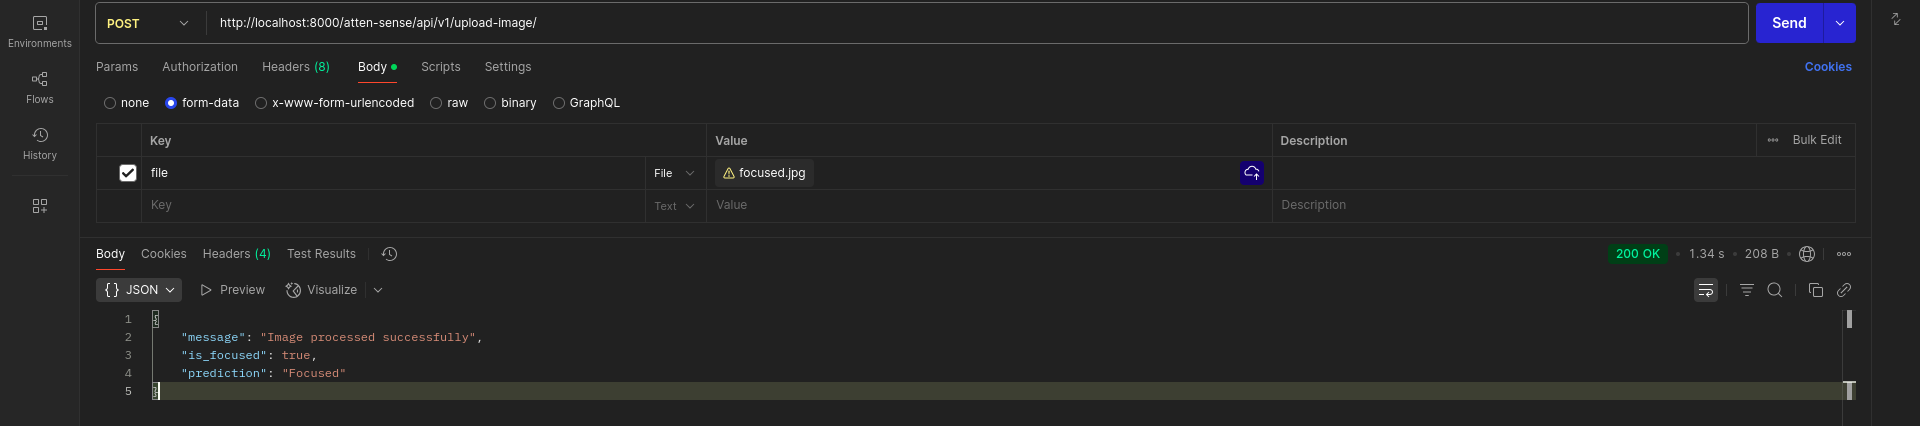 POST
http://localhost:8000/atten-sense/api/v1/upload-image/
Send
Environments
Flows
History
Params Authorization Headers (8) Body Scripts Settings Cookies
none form-data x-www-form-urlencoded raw binary GraphQL
Key Value Description ••• Bulk Edit
file File focused.jpg
Key Text Value Description
Body Cookies Headers (4) Test Results 200 OK • 1.34 s • 208 B •
{ } JSON Preview Visualize
1 {
2 "message": "Image processed successfully",
3 "is_focused": true,
4 "prediction": "Focused"
5 }